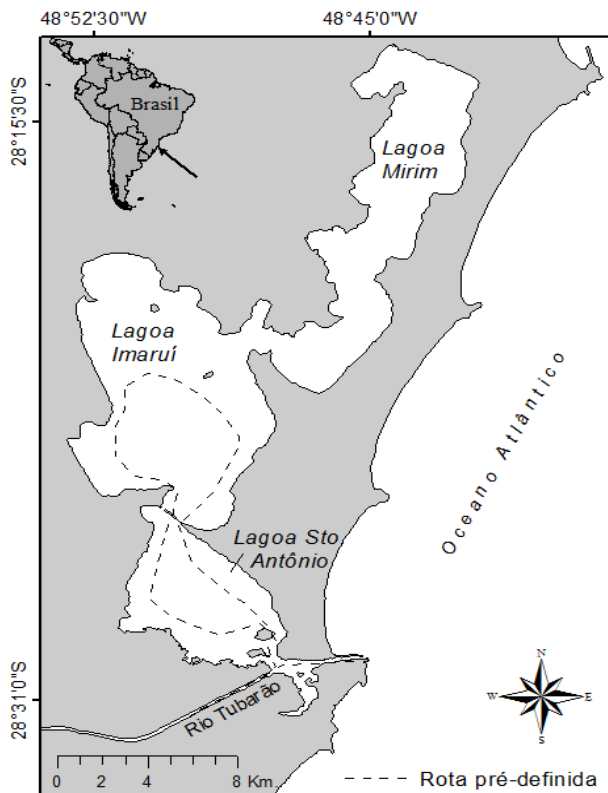 48°52'30"W
48°45'0"W
28°15'30"S
Brasil
Lagoa
Mirim
Lagoa
Imaruí
Oceano Atlântico
Lagoa Sto
Antônio
28°31'0"S
Rio Tubarão
N
W
E
S
0 2 4 8 Km
Rota pré-definida